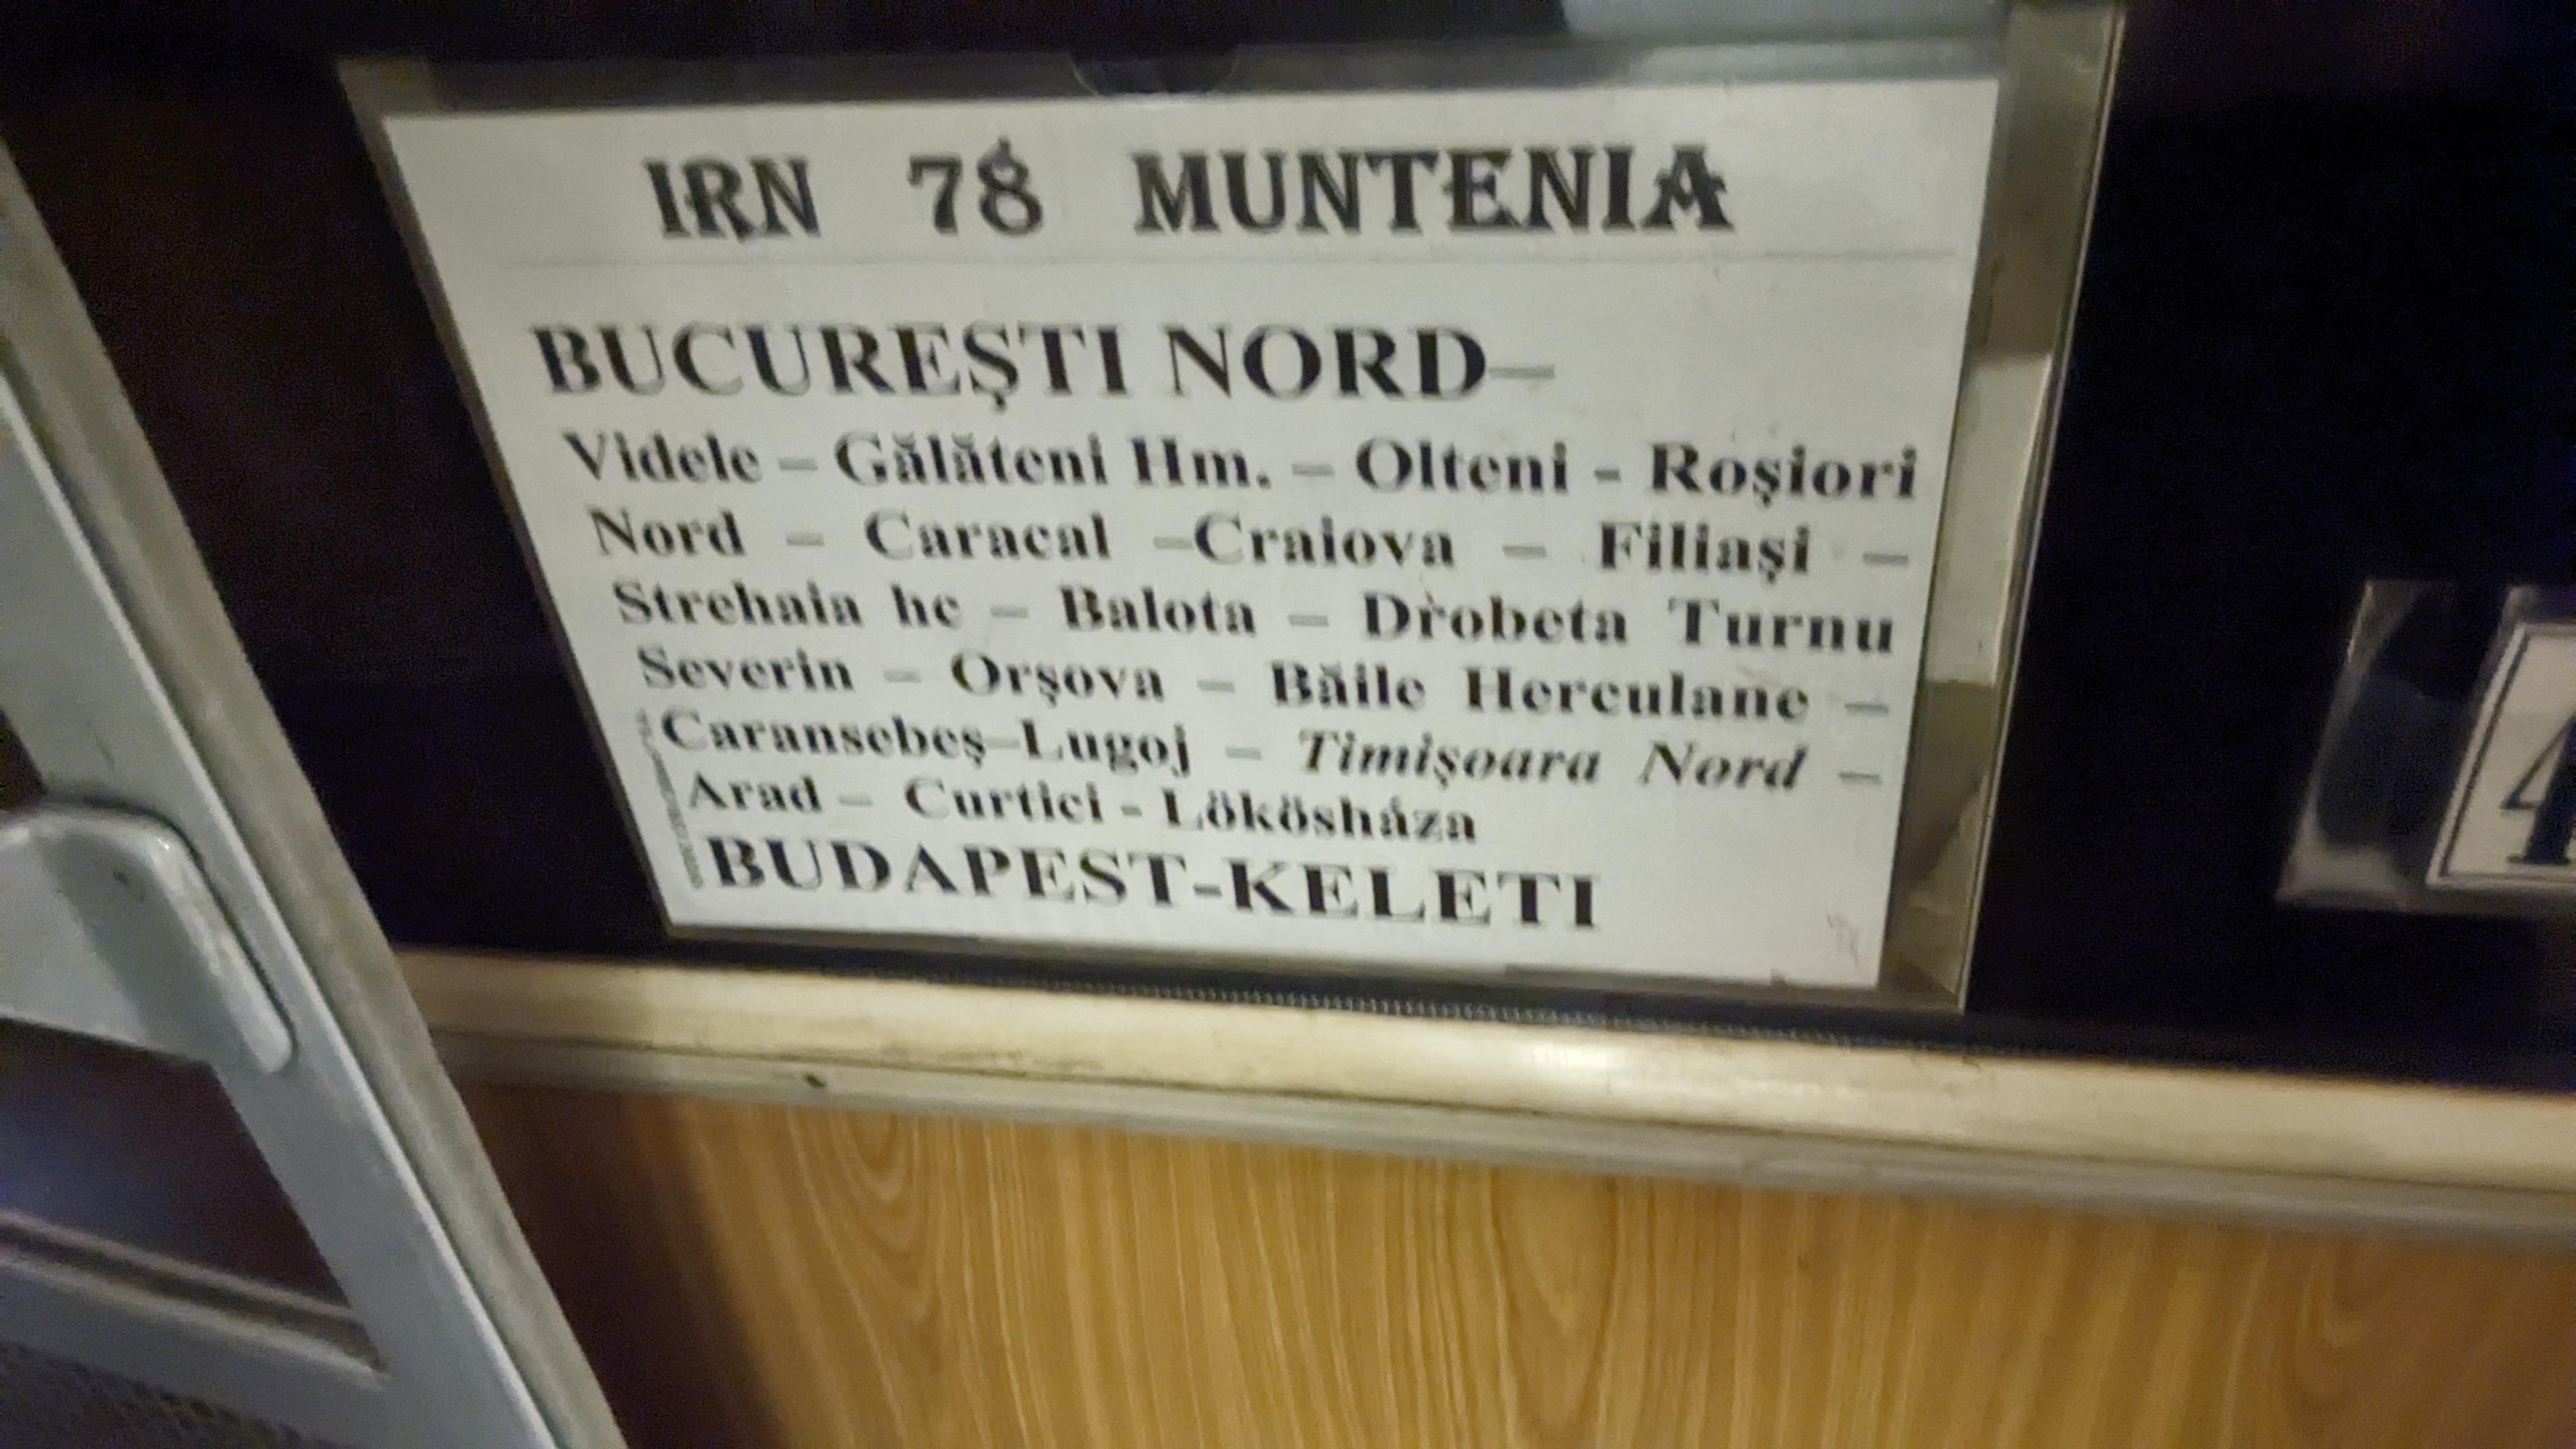 IRN 78 MUNTENIA
BUCUREŞTI NORD–
Videle – Gălăteni Hm. – Olteni - Roşiori
Nord – Caracal –Craiova – Filiaşi –
Strehaia hc – Balota – Drobeta Turnu
Severin – Orşova – Băile Herculane –
Caransebeş–Lugoj – Timişoara Nord –
Arad – Curtici - Lökösháza
BUDAPEST-KELETI
4